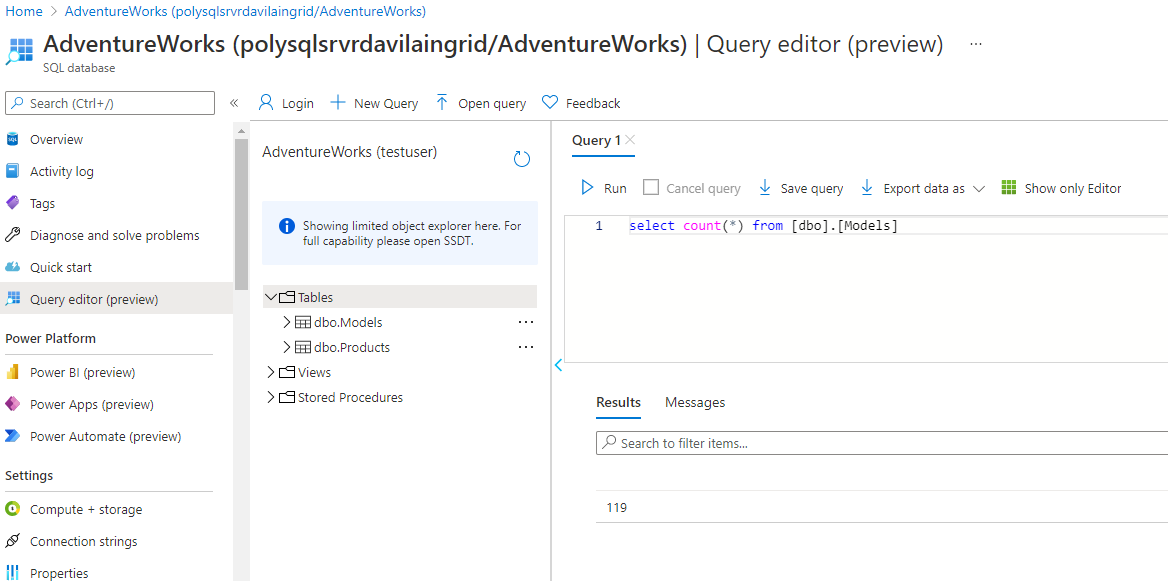 Home > AdventureWorks (polysqlsrvrdavilaingrid/AdventureWorks)
AdventureWorks (polysqlsrvrdavilaingrid/AdventureWorks) | Query editor (preview) ...
SQL database
Search (Ctrl+/)
«
Login
New Query
Open query
Feedback
Overview
Activity log
Tags
Diagnose and solve problems
Quick start
Query editor (preview)
Power Platform
Power BI (preview)
Power Apps (preview)
Power Automate (preview)
Settings
Compute + storage
Connection strings
Properties
AdventureWorks (testuser)
Showing limited object explorer here. For
full capability please open SSDT.
Tables
dbo.Models ...
dbo.Products ...
Views
Stored Procedures
Query 1
Run
Cancel query
Save query
Export data as
Show only Editor
1 select count(*) from [dbo].[Models]
Results
Messages
Search to filter items...
119